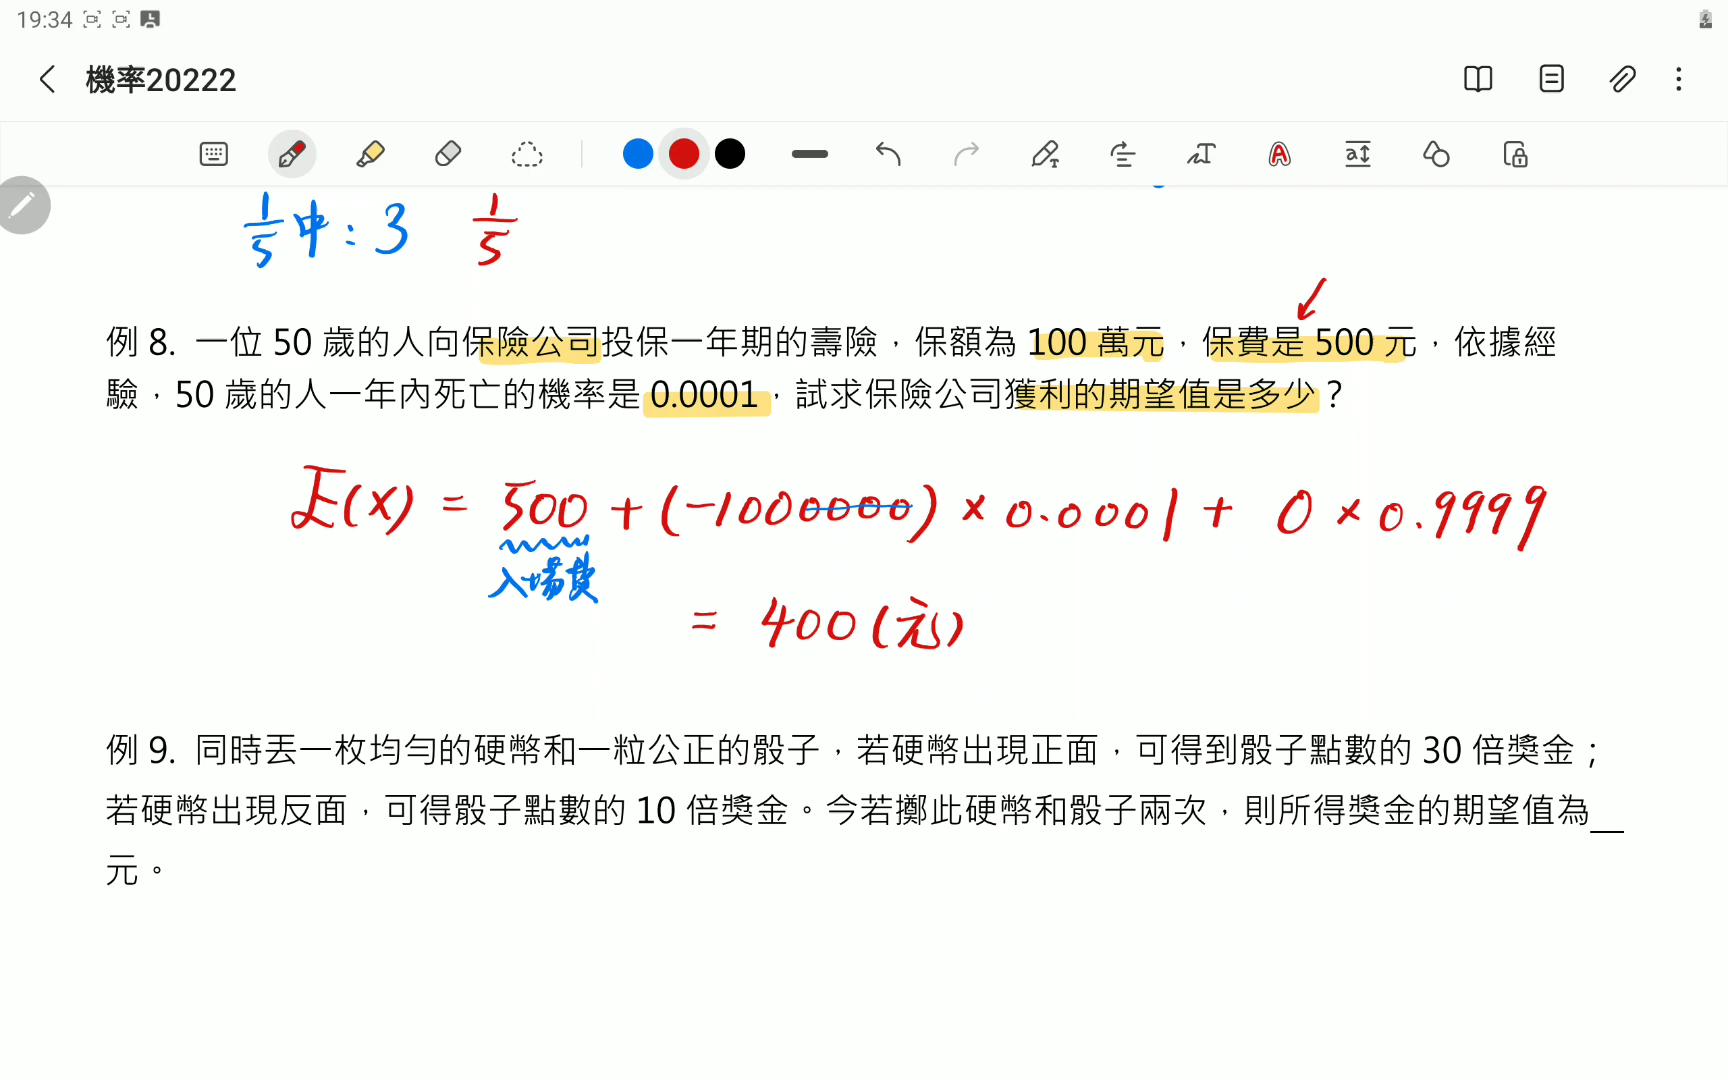 19:34
機率20222
1/5 中:3 1/5
例 8. 一位 50 歲的人向保險公司投保一年期的壽險,保額為 100 萬元,保費是 500 元,依據經
驗,50 歲的人一年內死亡的機率是 0.0001,試求保險公司獲利的期望值是多少?
E(X) = 500 + (-1000000) × 0.0001 + 0 × 0.9999
入場費
= 400 (元)
例 9. 同時丟一枚均勻的硬幣和一粒公正的骰子,若硬幣出現正面,可得到骰子點數的 30 倍獎金;
若硬幣出現反面,可得骰子點數的 10 倍獎金。今若擲此硬幣和骰子兩次,則所得獎金的期望值為__
元。